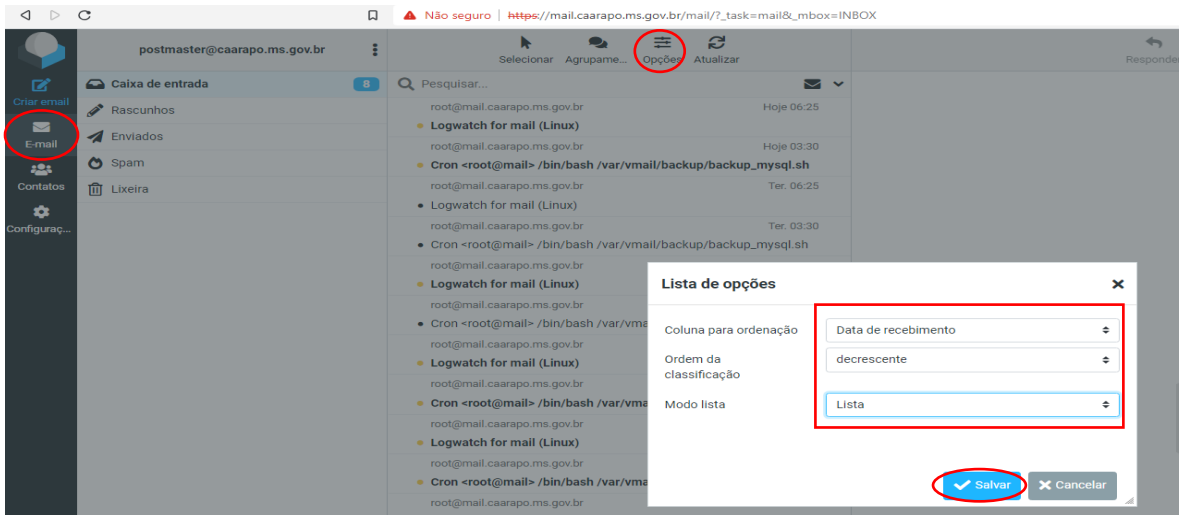 Não seguro | https://mail.caarapo.ms.gov.br/mail/?_task=mail&_mbox=INBOX
postmaster@caarapo.ms.gov.br
Criar email
E-mail
Contatos
Configuraç...
Caixa de entrada 8
Rascunhos
Enviados
Spam
Lixeira
Selecionar Agrupame... Opções Atualizar
Responder
Pesquisar...
root@mail.caarapo.ms.gov.br Hoje 06:25
Logwatch for mail (Linux)
root@mail.caarapo.ms.gov.br Hoje 03:30
Cron <root@mail> /bin/bash /var/vmail/backup/backup_mysql.sh
root@mail.caarapo.ms.gov.br Ter. 06:25
Logwatch for mail (Linux)
root@mail.caarapo.ms.gov.br Ter. 03:30
Cron <root@mail> /bin/bash /var/vmail/backup/backup_mysql.sh
root@mail.caarapo.ms.gov.br
Logwatch for mail (Linux)
root@mail.caarapo.ms.gov.br
Cron <root@mail> /bin/bash /var/vma
root@mail.caarapo.ms.gov.br
Logwatch for mail (Linux)
root@mail.caarapo.ms.gov.br
Cron <root@mail> /bin/bash /var/vma
root@mail.caarapo.ms.gov.br
Logwatch for mail (Linux)
root@mail.caarapo.ms.gov.br
Cron <root@mail> /bin/bash /var/vma
root@mail.caarapo.ms.gov.br
Lista de opções
Coluna para ordenação Data de recebimento
Ordem da
classificação decrescente
Modo lista Lista
Salvar Cancelar